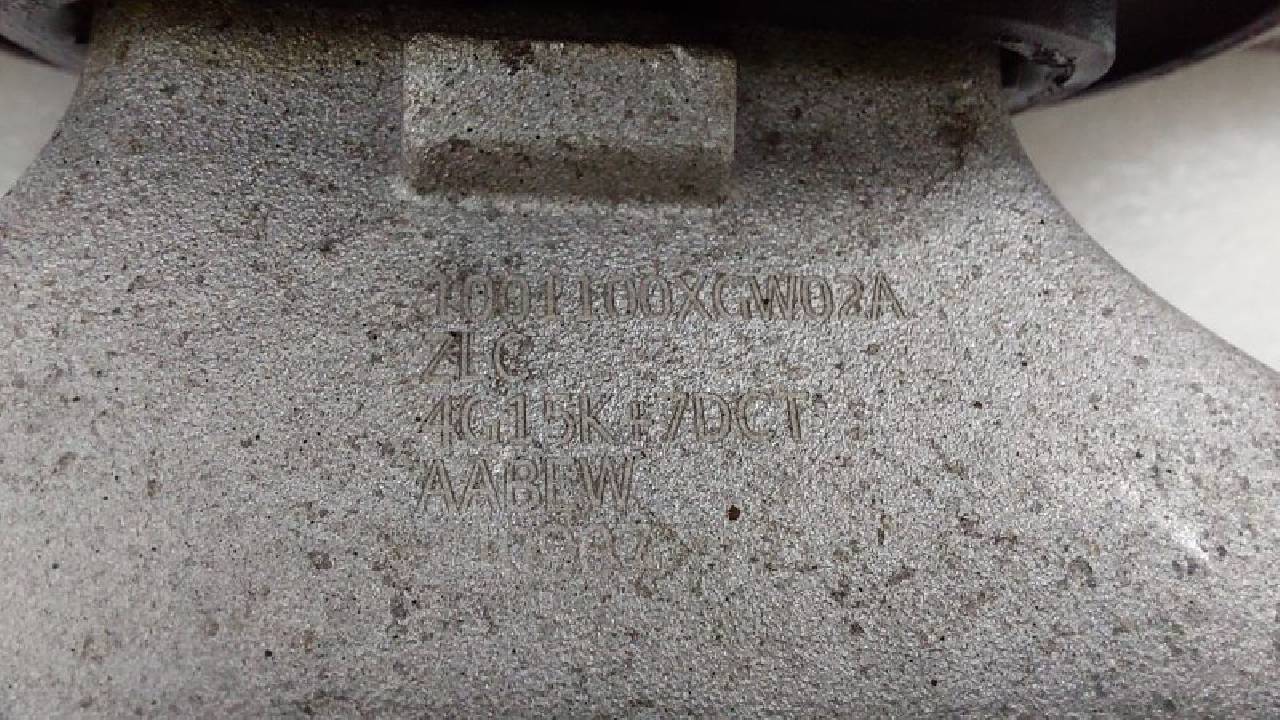 1001100XGW02A
ZLC
4G15K+7DCT
AABEW